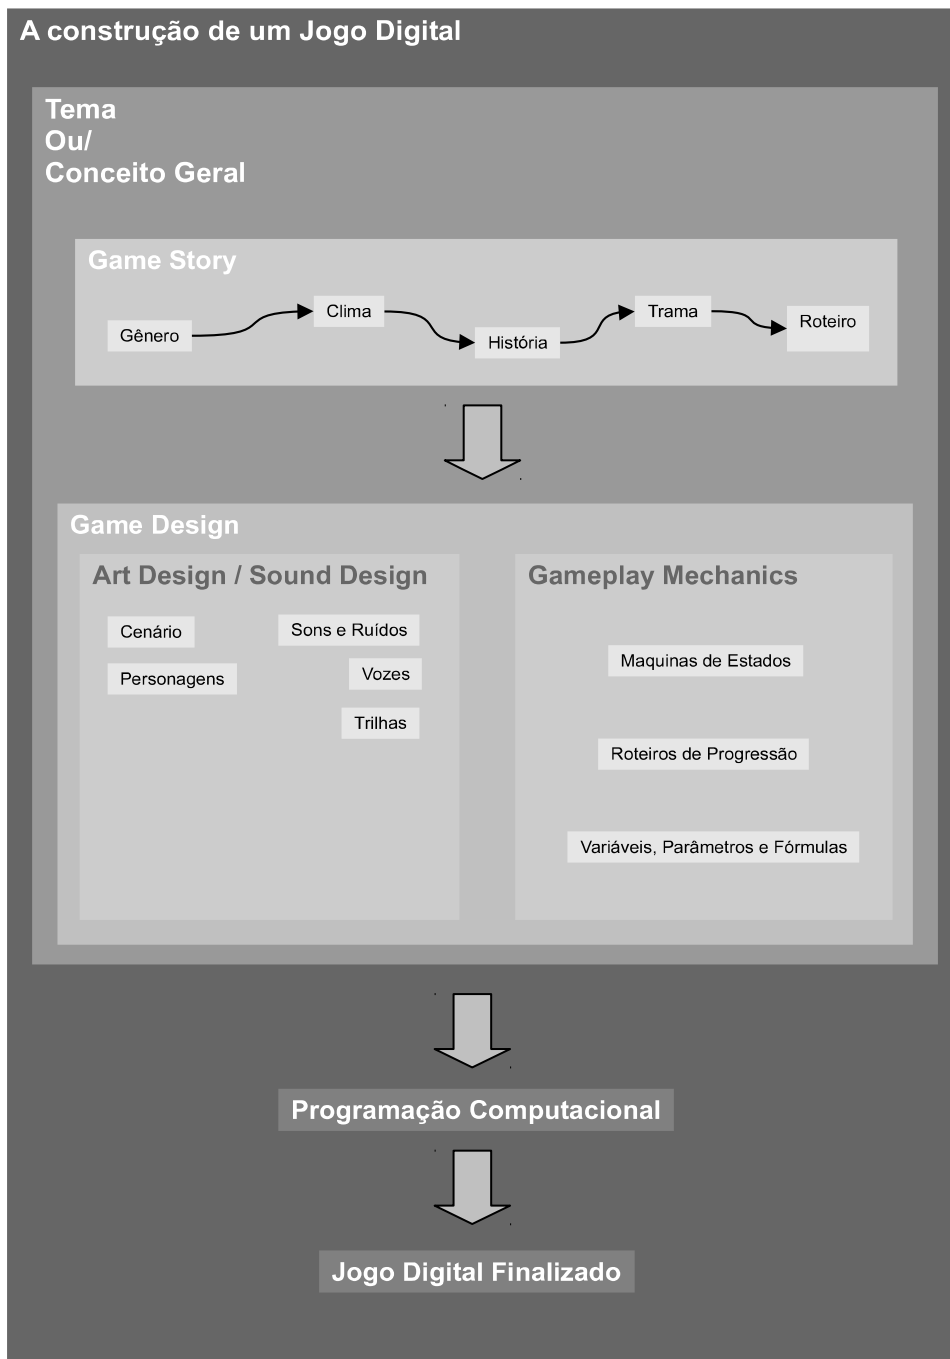 A construção de um Jogo Digital
Tema
Ou/
Conceito Geral
Game Story
Gênero
Clima
História
Trama
Roteiro
Game Design
Art Design / Sound Design
Cenário
Personagens
Sons e Ruídos
Vozes
Trilhas
Gameplay Mechanics
Maquinas de Estados
Roteiros de Progressão
Variáveis, Parâmetros e Fórmulas
Programação Computacional
Jogo Digital Finalizado